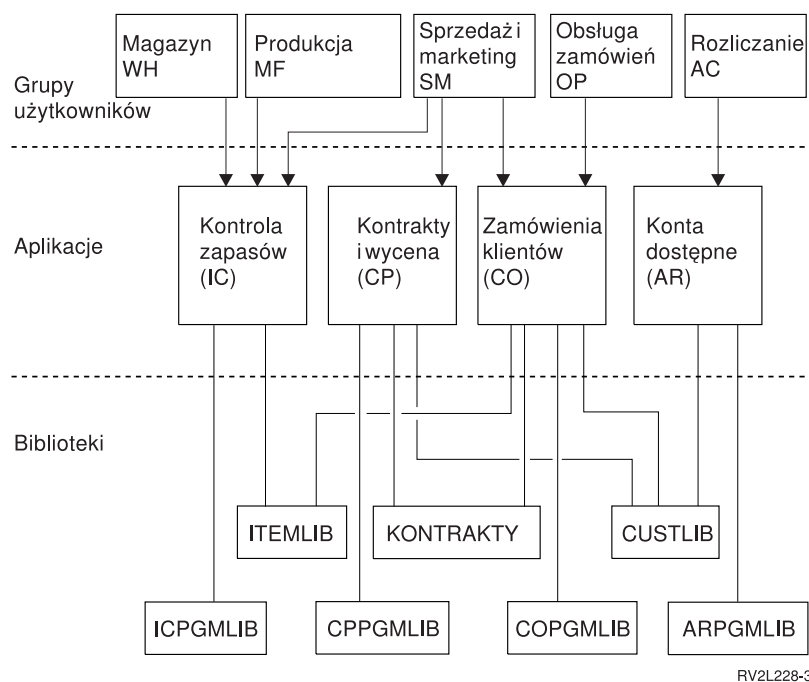 Magazyn
WH
Produkcja
MF
Sprzedaż i
marketing
SM
Obsługa
zamówień
OP
Rozliczanie
AC
Grupy
użytkowników
Aplikacje
Kontrola
zapasów
(IC)
Kontrakty
i wycena
(CP)
Zamówienia
klientów
(CO)
Konta
dostępne
(AR)
Biblioteki
ITEMLIB
KONTRAKTY
CUSTLIB
ICPGMLIB
CPPGMLIB
COPGMLIB
ARPGMLIB
RV2L228-3